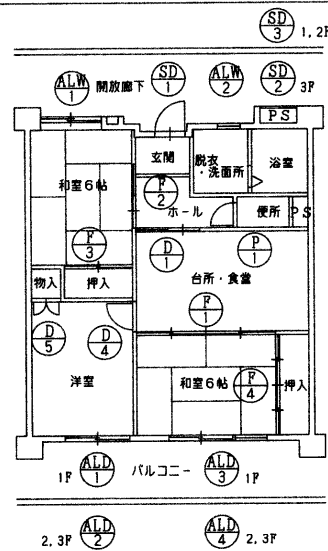 SD 3 1,2F
ALW 1 開放廊下 SD 1 ALW 2 SD 2 3F
PS
玄関 脱衣・洗面所 浴室
和室6帖 F 2 ホール 便所 PS
F 3 D 1 P 1
物入 押入 台所・食堂
F 1
D 5 D 4
洋室 和室6帖 F 4 押入
1F ALD 1 バルコニー ALD 3 1F
2,3F ALD 2 ALD 4 2,3F